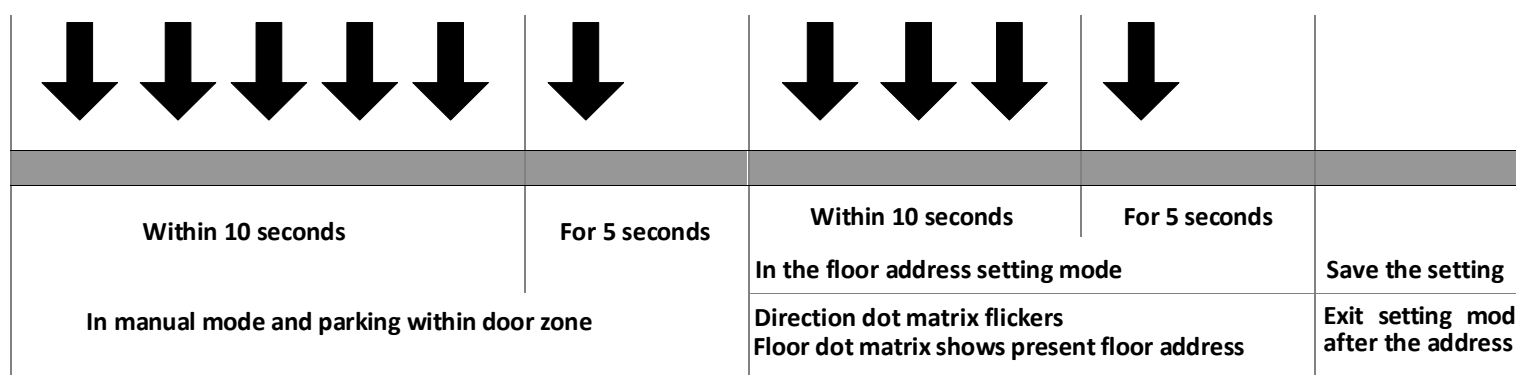 Within 10 seconds
For 5 seconds
Within 10 seconds
For 5 seconds
In the floor address setting mode
Save the setting
In manual mode and parking within door zone
Direction dot matrix flickers
Floor dot matrix shows present floor address
Exit setting mod
after the address